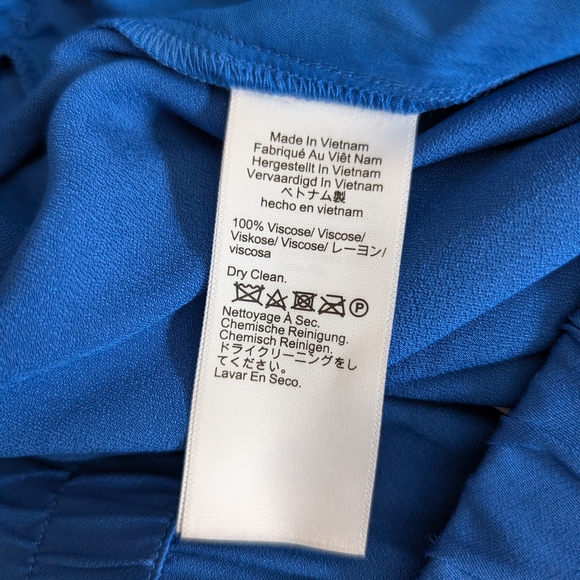 Made In Vietnam
Fabriqué Au Viêt Nam
Hergestellt In Vietnam
Vervaardigd In Vietnam
ベトナム製
hecho en vietnam
100% Viscose/ Viscose/
Viskose/ Viscose/ レーヨン/
viscosa
Dry Clean.
P
Nettoyage À Sec.
Chemische Reinigung.
Chemisch Reinigen.
ドライクリーニングをし
てください。
Lavar En Seco.